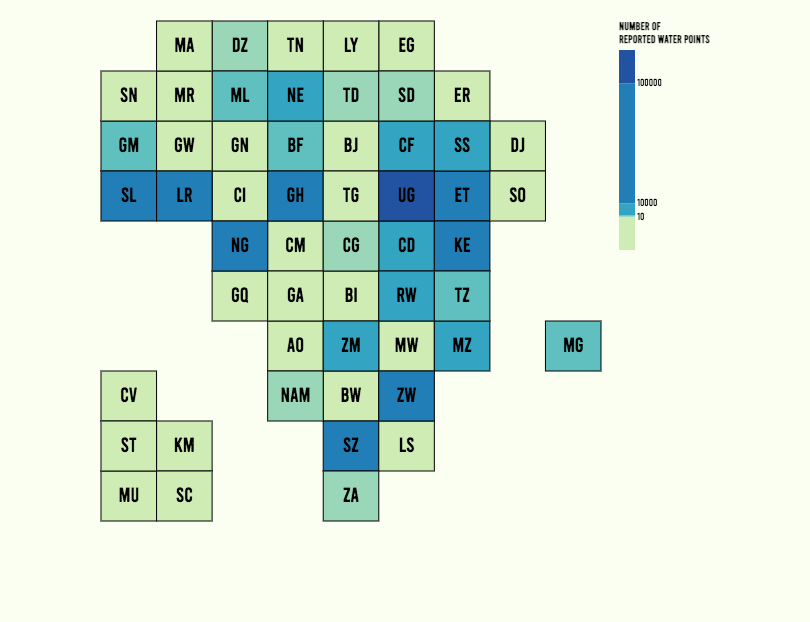 NUMBER OF
REPORTED WATER POINTS
100000
10000
10
MA DZ TN LY EG
SN MR ML NE TD SD ER
GM GW GN BF BJ CF SS DJ
SL LR CI GH TG UG ET SO
NG CM CG CD KE
GQ GA BI RW TZ
AO ZM MW MZ MG
CV NAM BW ZW
ST KM SZ LS
MU SC ZA